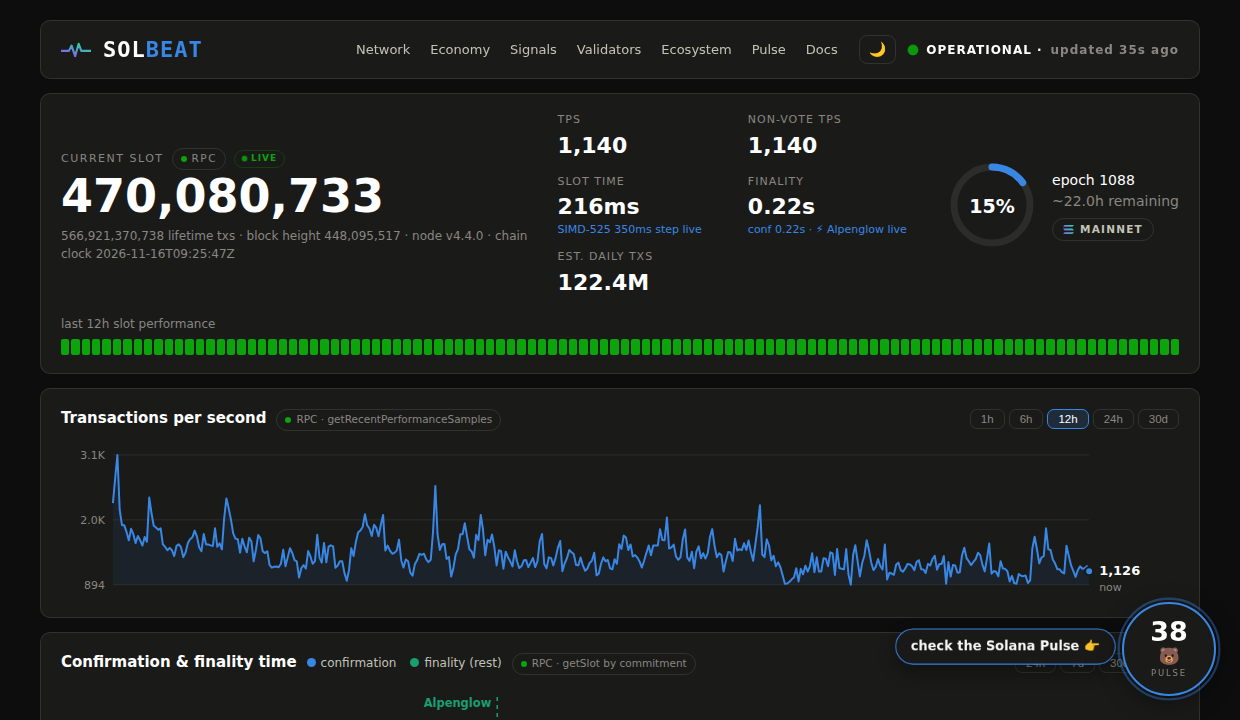 SOLBEAT
Network Economy Signals Validators Ecosystem Pulse Docs 🌙 OPERATIONAL · updated 35s ago
CURRENT SLOT RPC LIVE
470,080,733
566,921,370,738 lifetime txs · block height 448,095,517 · node v4.4.0 · chain
clock 2026-11-16T09:25:47Z
TPS
1,140
NON-VOTE TPS
1,140
SLOT TIME
216ms
SIMD-525 350ms step live
FINALITY
0.22s
conf 0.22s · ⚡ Alpenglow live
EST. DAILY TXS
122.4M
15%
epoch 1088
~22.0h remaining
MAINNET
last 12h slot performance
Transactions per second RPC · getRecentPerformanceSamples
1h 6h 12h 24h 30d
3.1K
2.0K
894
1,126
now
Confirmation & finality time confirmation finality (rest) RPC · getSlot by commitment
Alpenglow
check the Solana Pulse 👉
38
🐻
PULSE